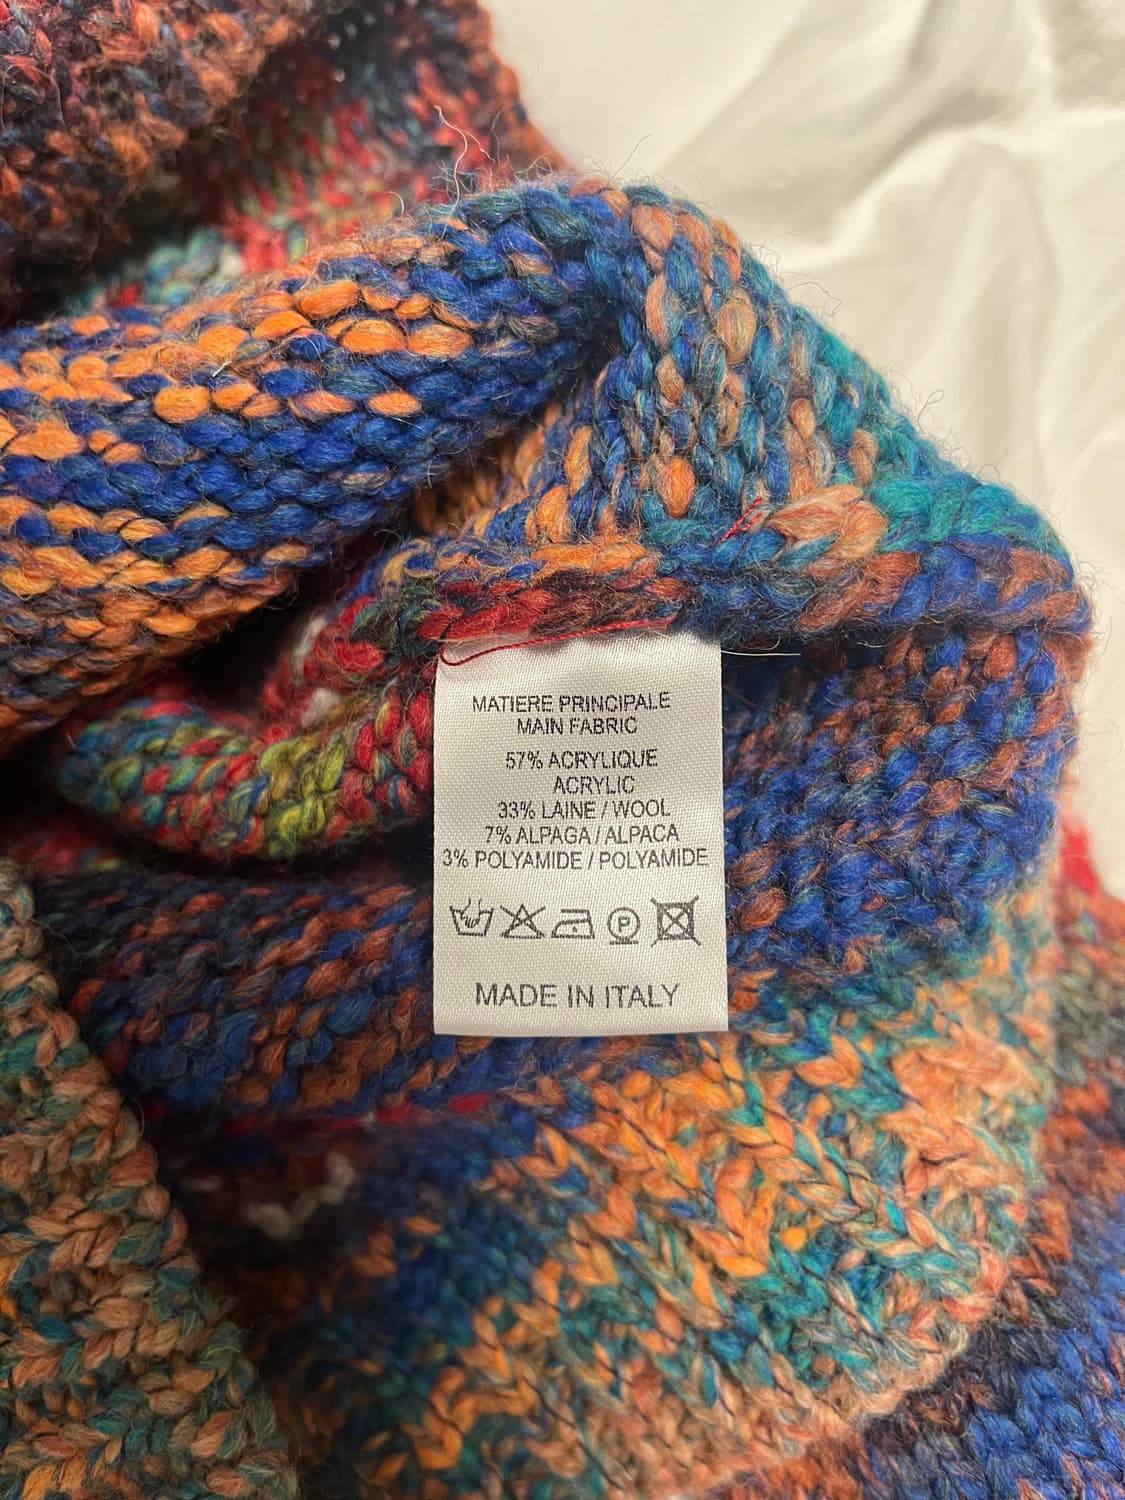 MATIERE PRINCIPALE
MAIN FABRIC
57% ACRYLIQUE
ACRYLIC
33% LAINE / WOOL
7% ALPAGA / ALPACA
3% POLYAMIDE / POLYAMIDE
P
MADE IN ITALY